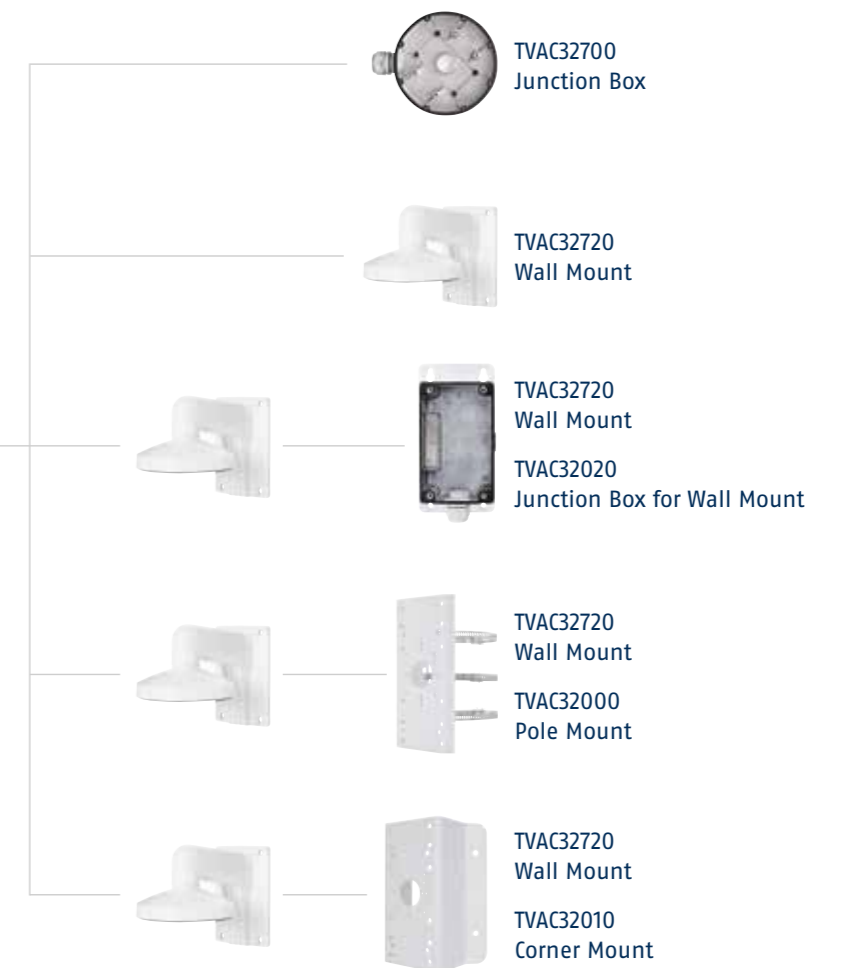 TVAC32700
Junction Box
TVAC32720
Wall Mount
TVAC32720
Wall Mount
TVAC32020
Junction Box for Wall Mount
TVAC32720
Wall Mount
TVAC32000
Pole Mount
TVAC32720
Wall Mount
TVAC32010
Corner Mount